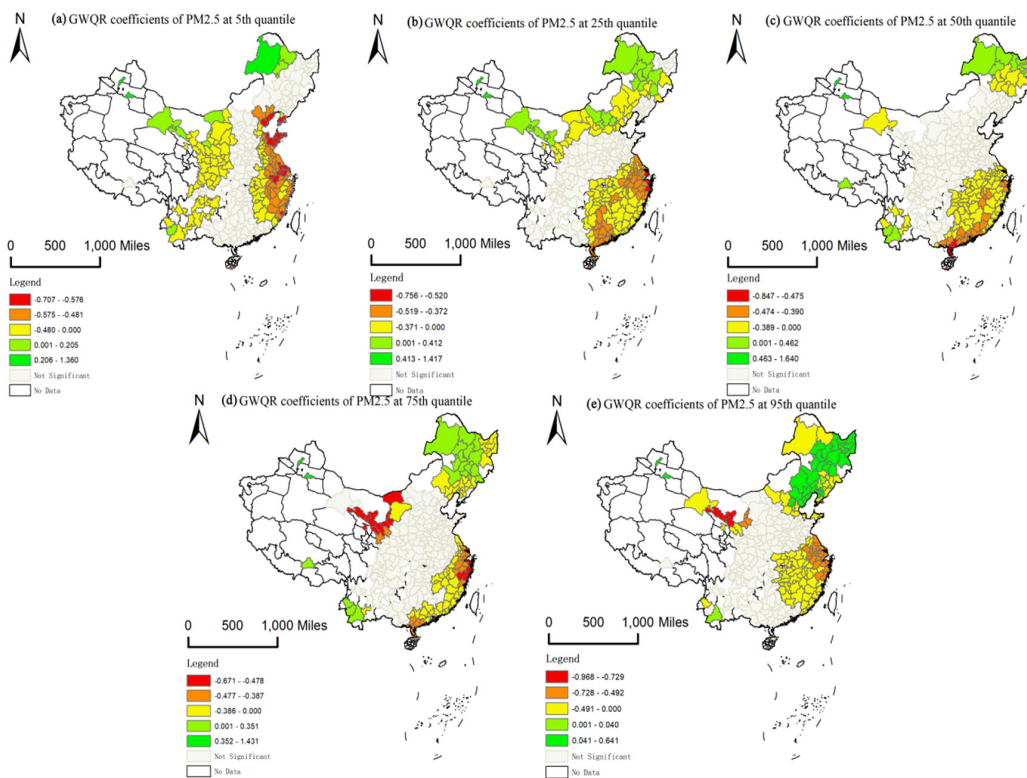 (a) GWQR coefficients of PM2.5 at 5th quantile
N
0 500 1,000 Miles
Legend
-0.707 - -0.576
-0.575 - -0.481
-0.480 - 0.000
0.001 - 0.205
0.206 - 1.360
Not Significant
No Data
(b) GWQR coefficients of PM2.5 at 25th quantile
N
0 500 1,000 Miles
Legend
-0.756 - -0.520
-0.519 - -0.372
-0.371 - 0.000
0.001 - 0.412
0.413 - 1.417
Not Significant
No Data
(c) GWQR coefficients of PM2.5 at 50th quantile
N
0 500 1,000 Miles
Legend
-0.847 - -0.475
-0.474 - -0.390
-0.389 - 0.000
0.001 - 0.462
0.463 - 1.640
Not Significant
No Data
(d) GWQR coefficients of PM2.5 at 75th quantile
N
0 500 1,000 Miles
Legend
-0.671 - -0.478
-0.477 - -0.387
-0.386 - 0.000
0.001 - 0.351
0.352 - 1.431
Not Significant
No Data
(e) GWQR coefficients of PM2.5 at 95th quantile
N
0 500 1,000 Miles
Legend
-0.968 - -0.729
-0.728 - -0.492
-0.491 - 0.000
0.001 - 0.040
0.041 - 0.641
Not Significant
No Data